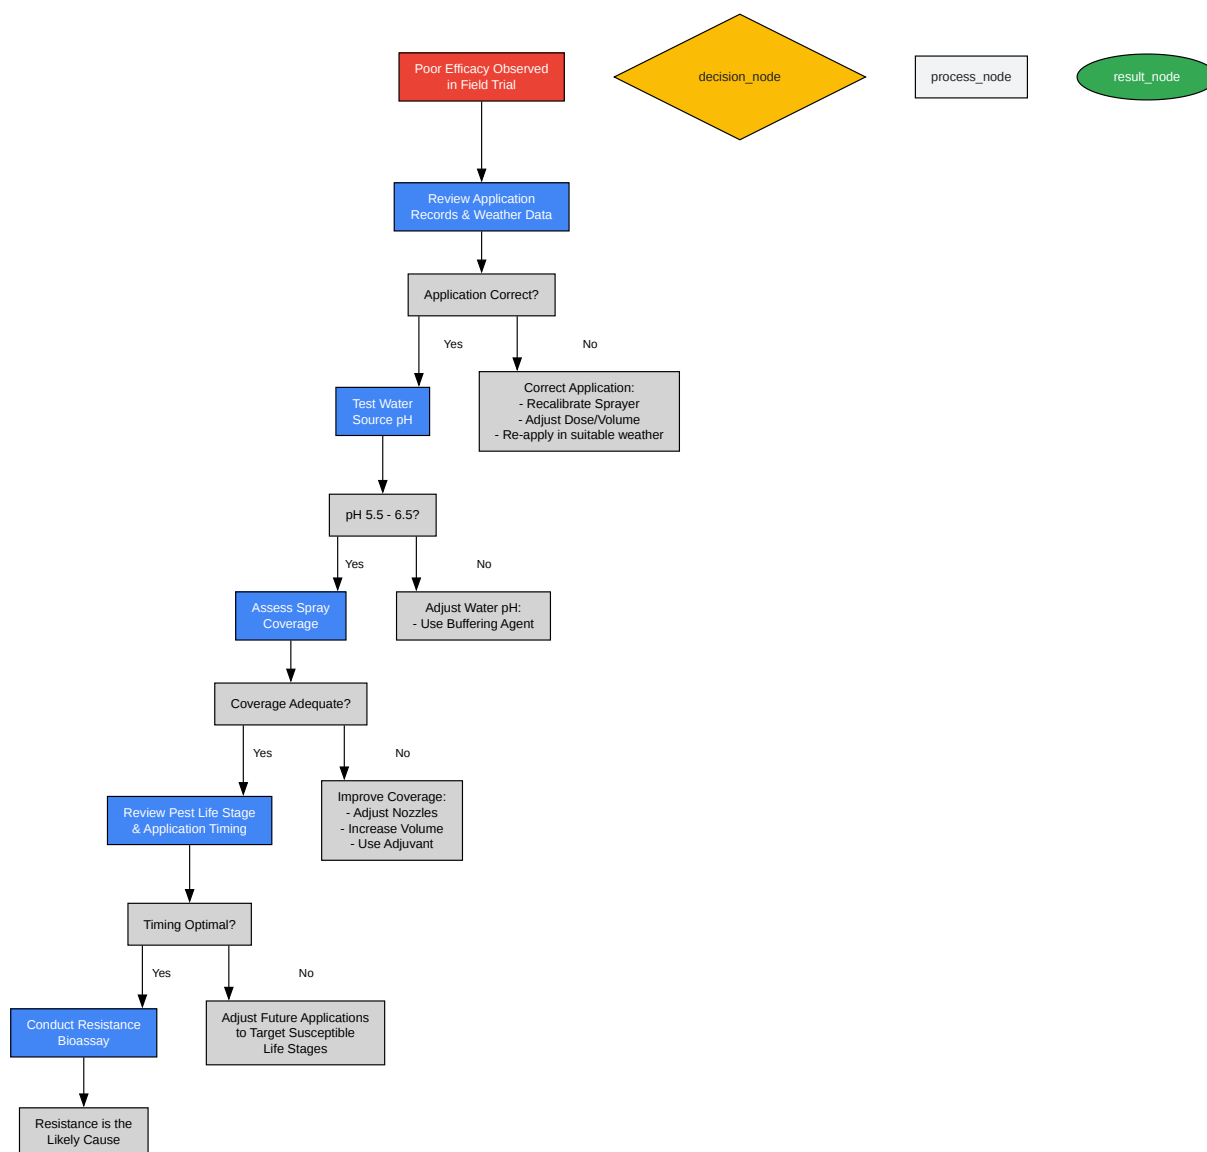 Poor Efficacy Observed
in Field Trial
decision_node
process_node
result_node
Review Application
Records & Weather Data
Application Correct?
Yes
No
Test Water
Source pH
Correct Application:
- Recalibrate Sprayer
- Adjust Dose/Volume
- Re-apply in suitable weather
pH 5.5 - 6.5?
Yes
No
Assess Spray
Coverage
Adjust Water pH:
- Use Buffering Agent
Coverage Adequate?
Yes
No
Review Pest Life Stage
& Application Timing
Improve Coverage:
- Adjust Nozzles
- Increase Volume
- Use Adjuvant
Timing Optimal?
Yes
No
Conduct Resistance
Bioassay
Adjust Future Applications
to Target Susceptible
Life Stages
Resistance is the
Likely Cause